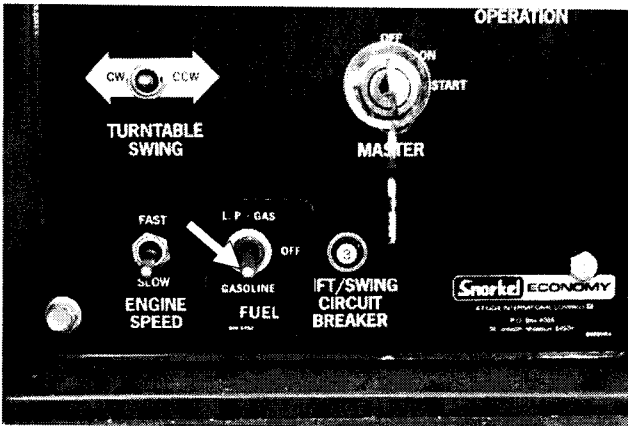 OPERATION
OFF
ON
START
CW
CCW
TURNTABLE
SWING
MASTER
FAST
SLOW
ENGINE
SPEED
L.P. GAS
OFF
GASOLINE
FUEL
IFT/SWING
CIRCUIT
BREAKER
Snorkel ECONOMY